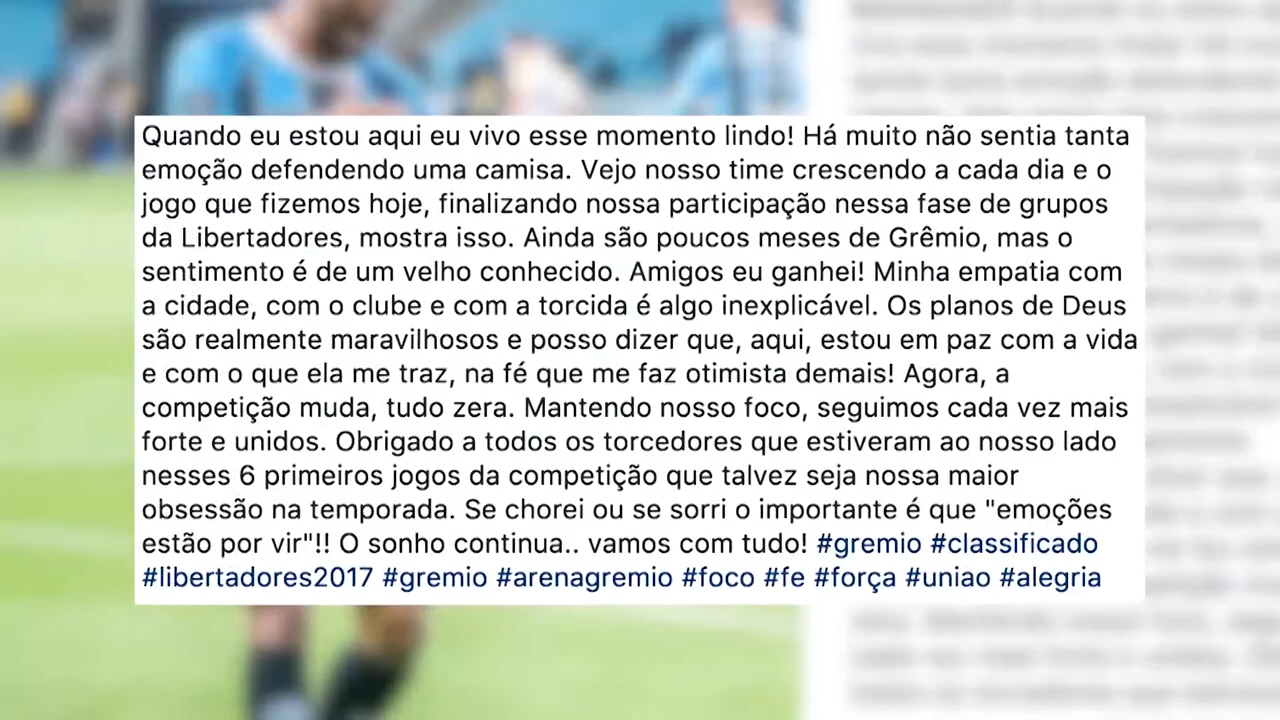 Quando eu estou aqui eu vivo esse momento lindo! Há muito não sentia tanta
emoção defendendo uma camisa. Vejo nosso time crescendo a cada dia e o
jogo que fizemos hoje, finalizando nossa participação nessa fase de grupos
da Libertadores, mostra isso. Ainda são poucos meses de Grêmio, mas o
sentimento é de um velho conhecido. Amigos eu ganhei! Minha empatia com
a cidade, com o clube e com a torcida é algo inexplicável. Os planos de Deus
são realmente maravilhosos e posso dizer que, aqui, estou em paz com a vida
e com o que ela me traz, na fé que me faz otimista demais! Agora, a
competição muda, tudo zera. Mantendo nosso foco, seguimos cada vez mais
forte e unidos. Obrigado a todos os torcedores que estiveram ao nosso lado
nesses 6 primeiros jogos da competição que talvez seja nossa maior
obsessão na temporada. Se chorei ou se sorri o importante é que "emoções
estão por vir"!! O sonho continua.. vamos com tudo! #gremio #classificado
#libertadores2017 #gremio #arenagremio #foco #fe #força #uniao #alegria